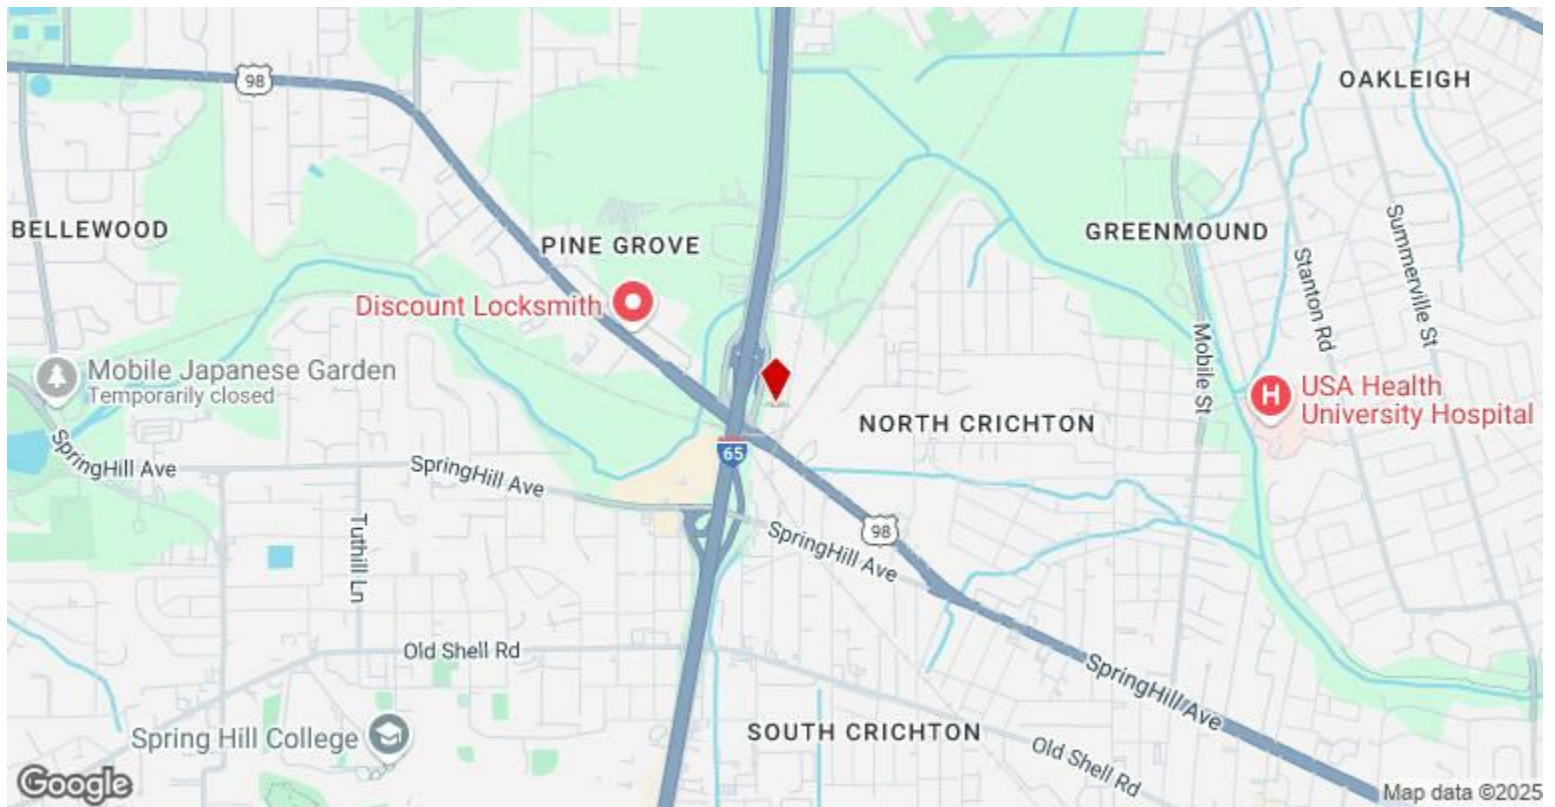 OAKLEIGH
98
BELLEWOOD
PINE GROVE
GREENMOUND
Summerville St
Stanton Rd
Discount Locksmith
Mobile St
Mobile Japanese Garden
Temporarily closed
USA Health
University Hospital
NORTH CRICHTON
65
SpringHill Ave
SpringHill Ave
98
SpringHill Ave
Tuthill Ln
Old Shell Rd
SpringHill Ave
Spring Hill College
SOUTH CRICHTON
Old Shell Rd
Google
Map data ©2025
H